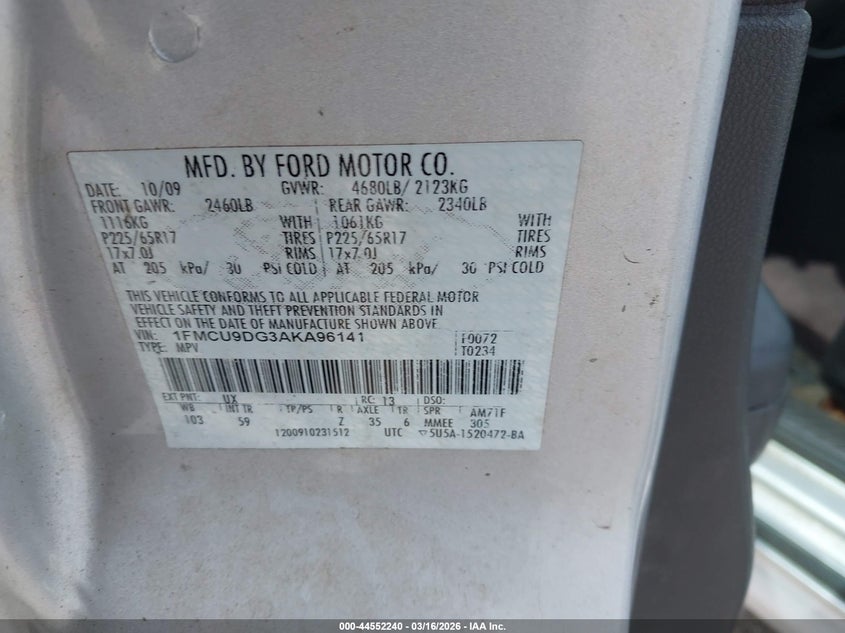 MFD. BY FORD MOTOR CO.
DATE: 10/09 GVWR: 4680LB/ 2123KG
FRONT GAWR: 2460LB REAR GAWR: 2340LB
1116KG WITH 1061KG WITH
P225/65R17 TIRES P225/65R17 TIRES
17x7.0J RIMS 17x7.0J RIMS
AT 205 kPa/ 30 PSI COLD AT 205 kPa/ 30 PSI COLD
THIS VEHICLE CONFORMS TO ALL APPLICABLE FEDERAL MOTOR
VEHICLE SAFETY AND THEFT PREVENTION STANDARDS IN
EFFECT ON THE DATE OF MANUFACTURE SHOWN ABOVE.
VIN: 1FMCU9DG3AKA96141 F0072
TYPE: MPV T0234
EXT PNT: UX RC: 13 DSO:
WB INT TR TP/PS R AXLE TR SPR AM71F
103 59 Z 35 6 MMEE 305
1200910231512 UTC ▽5U5A-1520472-BA
000-44552240 - 03/16/2026 - IAA Inc.